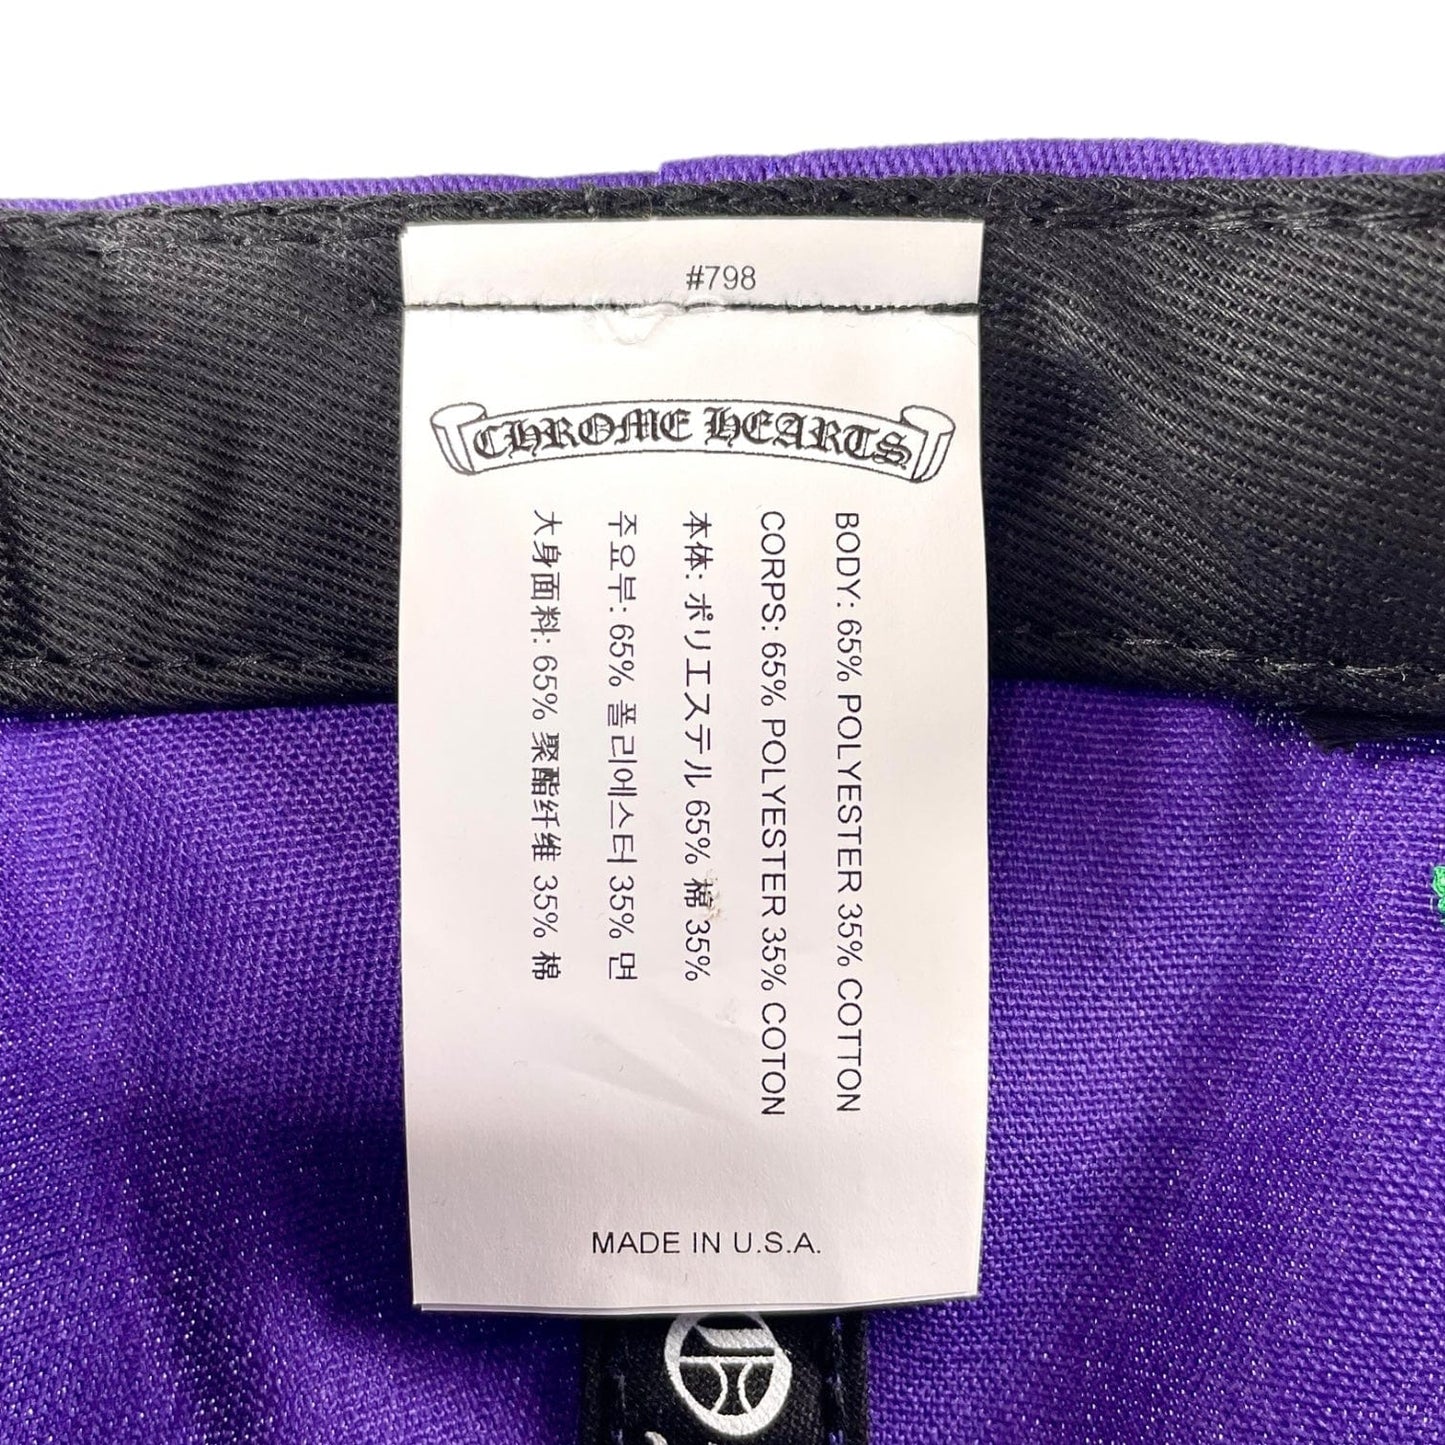 #798
CHROME HEARTS
BODY: 65% POLYESTER 35% COTTON
CORPS: 65% POLYESTER 35% COTON
本体: ポリエステル 65% 棉 35%
주요부: 65% 폴리에스터 35% 면
大身面料: 65% 聚酯纤维 35% 棉
MADE IN U.S.A.